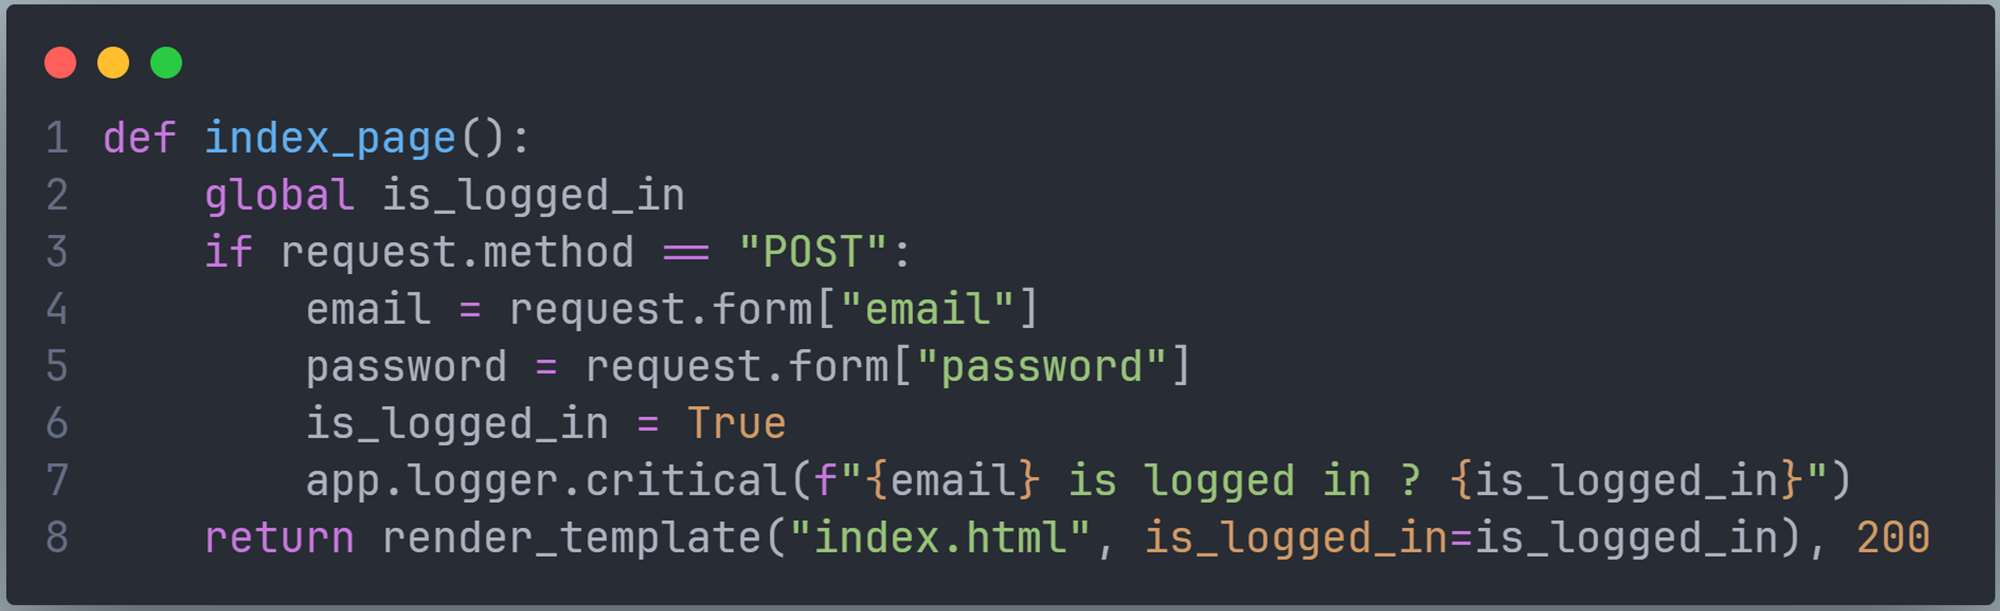 1 def index_page():
2     global is_logged_in
3     if request.method == "POST":
4         email = request.form["email"]
5         password = request.form["password"]
6         is_logged_in = True
7         app.logger.critical(f"{email} is logged in ? {is_logged_in}")
8     return render_template("index.html", is_logged_in=is_logged_in), 200